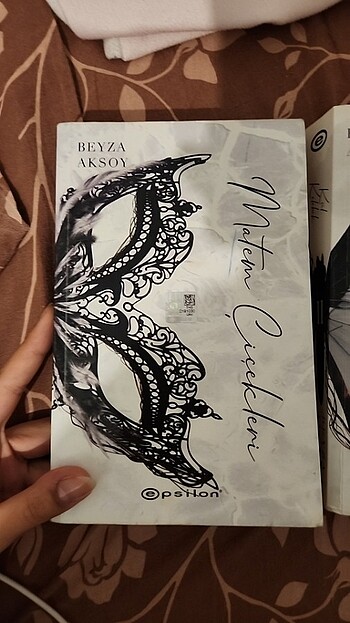 BEYZA
AKSOY
Matem Çiçekleri
epsilon